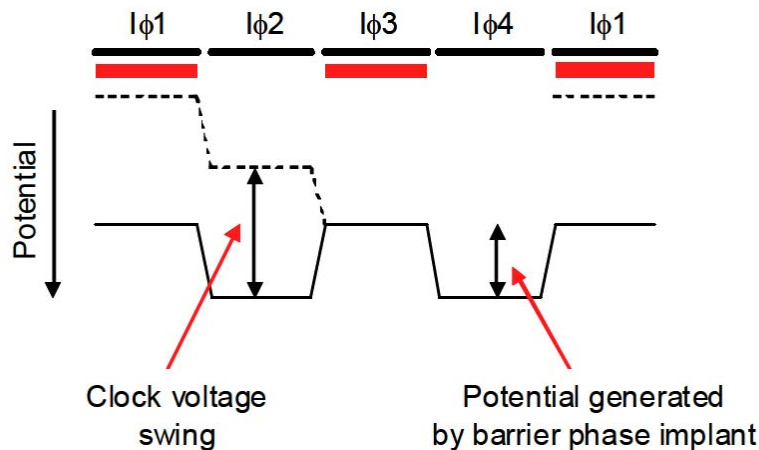 Iϕ1 Iϕ2 Iϕ3 Iϕ4 Iϕ1
Potential
Clock voltage
swing
Potential generated
by barrier phase implant